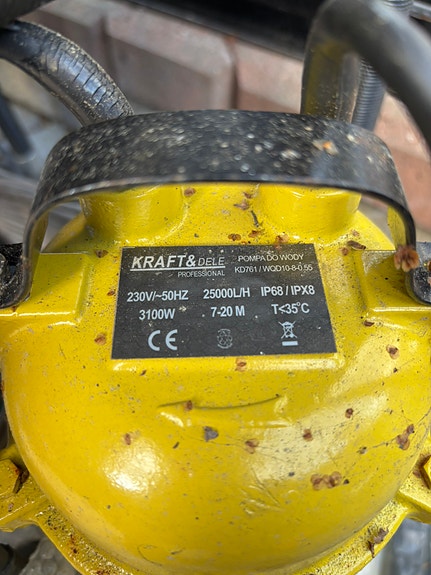 KRAFT&DELE
PROFESSIONAL
POMPA DO WODY
KD761 / WQD10-8-0.55
230V/~50HZ 25000L/H IP68 / IPX8
3100W 7-20 M T≤35°C
CE